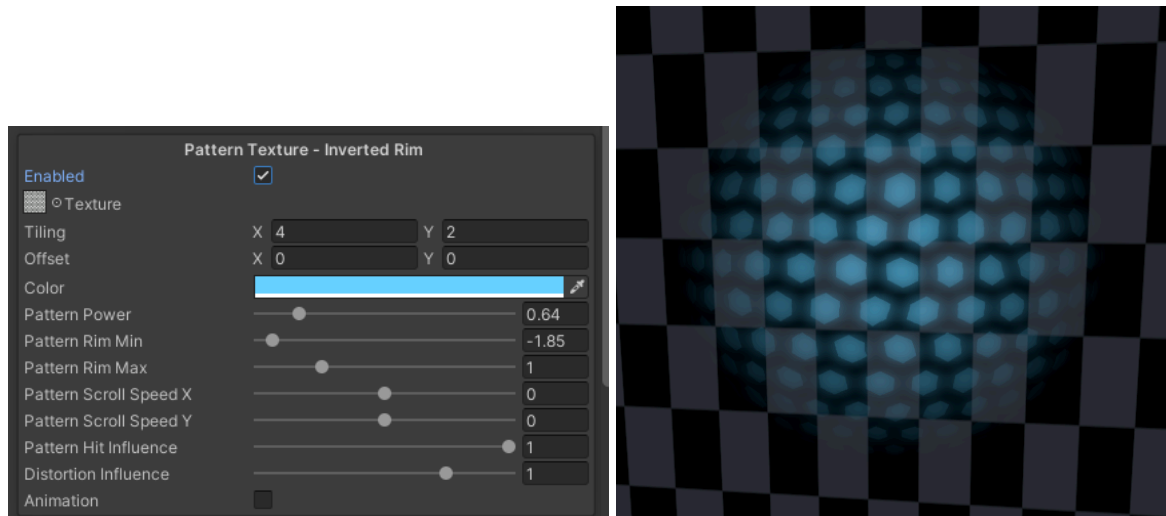 Pattern Texture - Inverted Rim
Enabled
Texture
Tiling X 4 Y 2
Offset X 0 Y 0
Color
Pattern Power 0.64
Pattern Rim Min -1.85
Pattern Rim Max 1
Pattern Scroll Speed X 0
Pattern Scroll Speed Y 0
Pattern Hit Influence 1
Distortion Influence 1
Animation